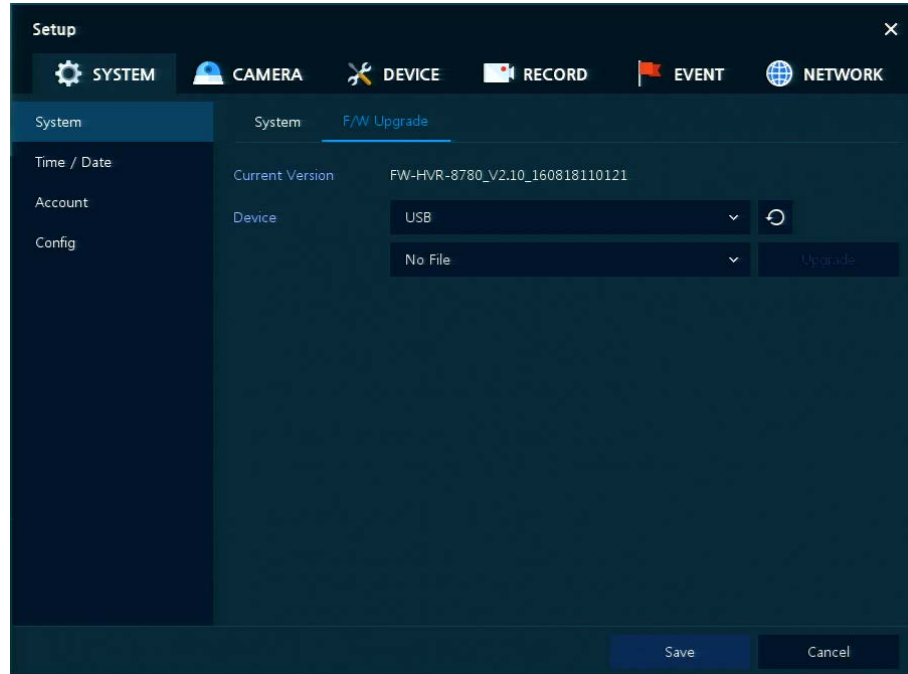 Setup
SYSTEM CAMERA DEVICE RECORD EVENT NETWORK
System System F/W Upgrade
Time / Date
Current Version FW-HVR-8780_V2.10_160818110121
Account
Device USB
Config
No File Upgrade
Save Cancel